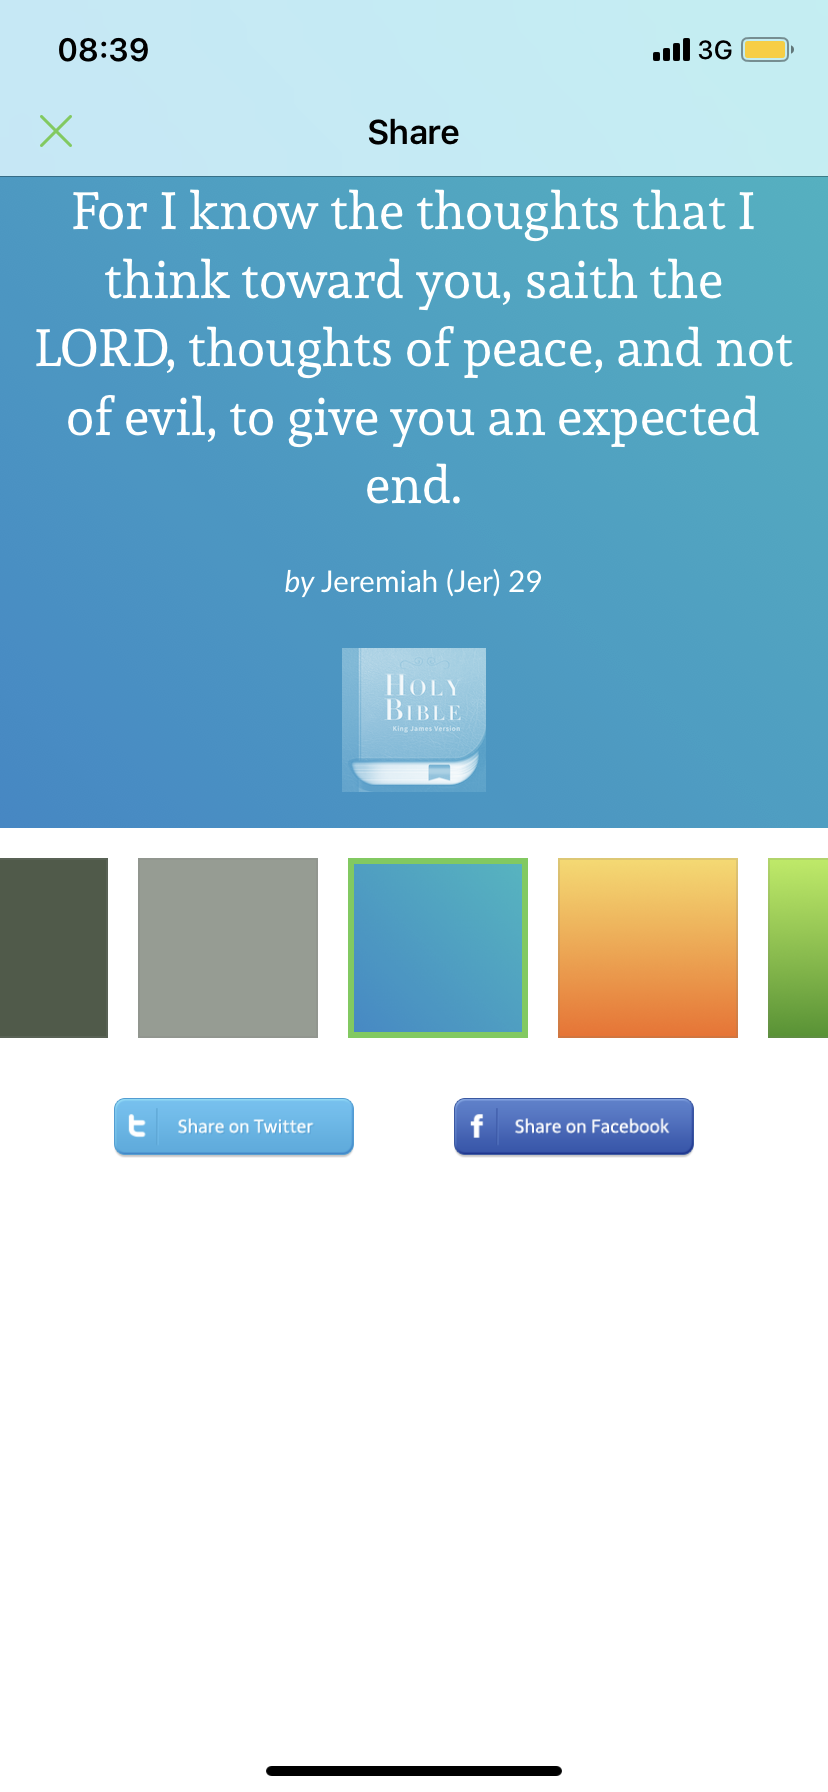 08:39
3G
Share
For I know the thoughts that I
think toward you, saith the
LORD, thoughts of peace, and not
of evil, to give you an expected
end.
by Jeremiah (Jer) 29
HOLY
BIBLE
King James Version
Share on Twitter
Share on Facebook